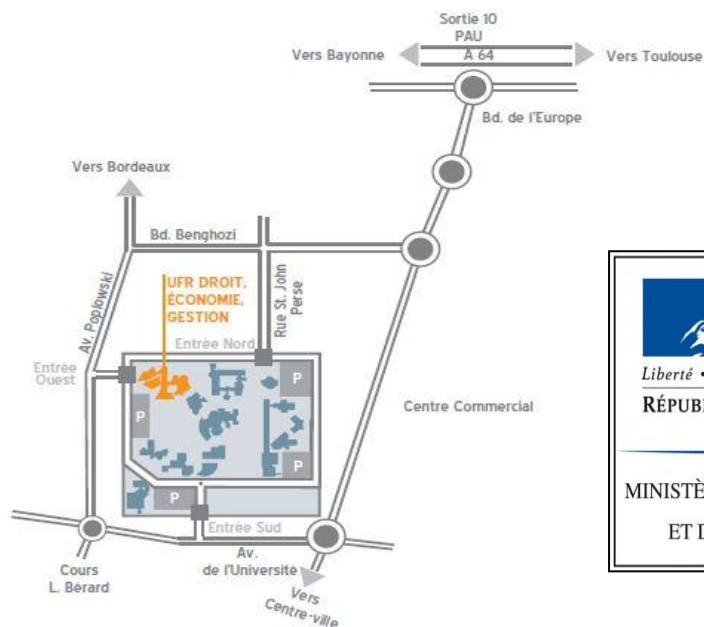 Sortie 10
PAU
Vers Bayonne
A 64
Vers Toulouse
Bd. de l'Europe
Vers Bordeaux
Bd. Benghozi
Av. Poplowski
UFR DROIT,
ÉCONOMIE,
GESTION
Rue St. John
Perse
Entrée Nord
Entrée
Ouest
P
P
Centre Commercial
P
P
Entrée Sud
Av.
de l'Université
Cours
L. Bérard
Vers
Centre-ville
Liberté •
RÉPUB
MINISTÈ
ET D